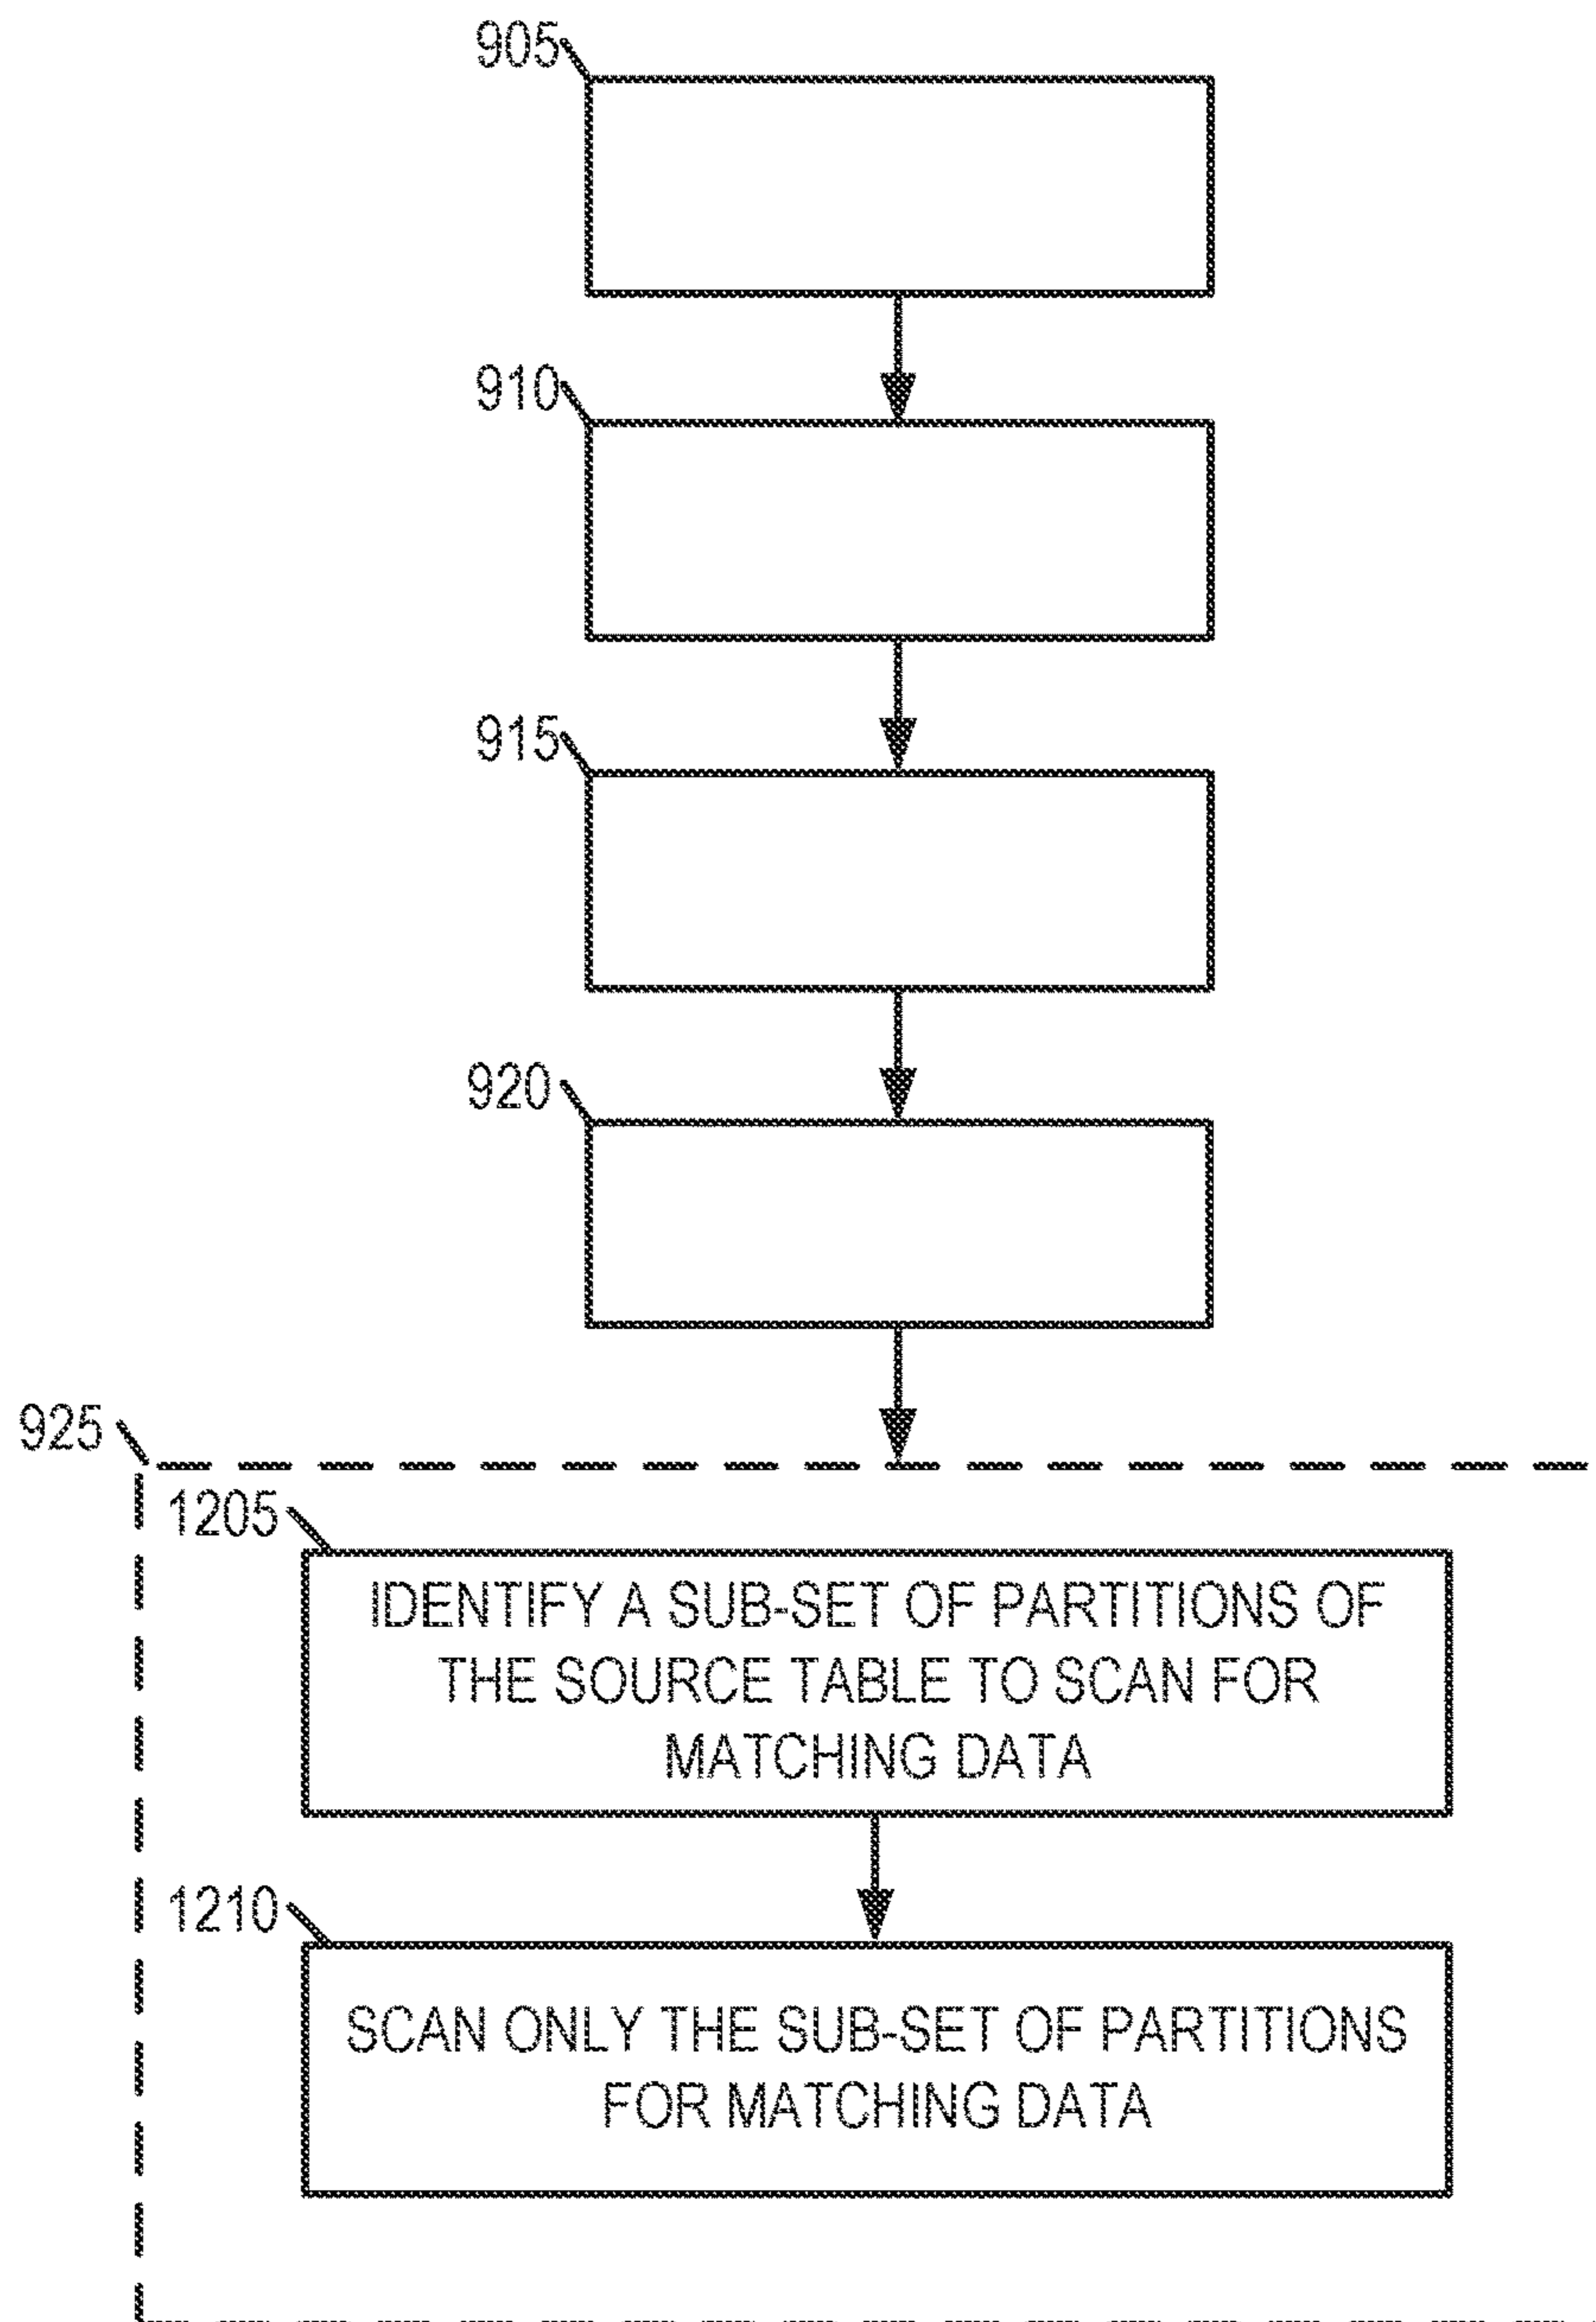 905
910
915
920
925
1205
IDENTIFY A SUB-SET OF PARTITIONS OF
THE SOURCE TABLE TO SCAN FOR
MATCHING DATA
1210
SCAN ONLY THE SUB-SET OF PARTITIONS
FOR MATCHING DATA